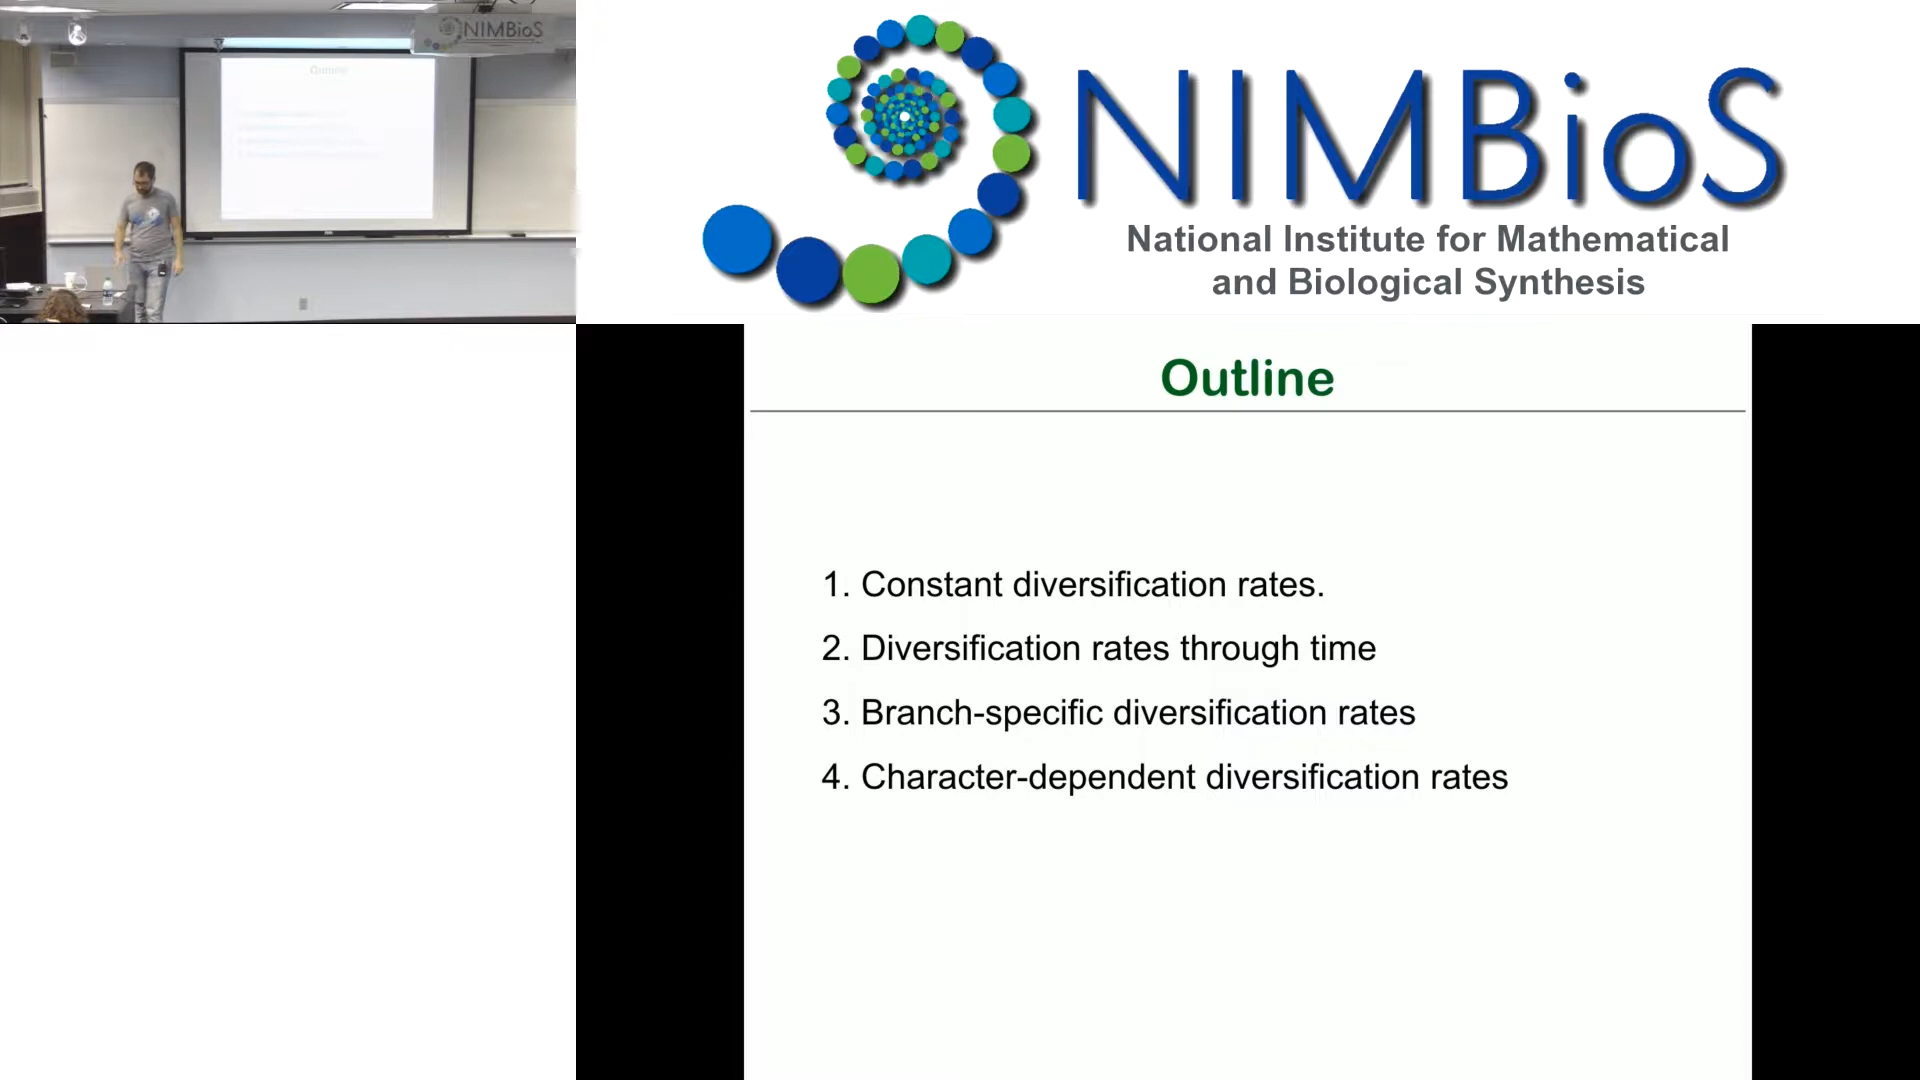 NIMBioS
NIMBioS
National Institute for Mathematical
and Biological Synthesis
Outline
Outline
1. Constant diversification rates.
2. Diversification rates through time
3. Branch-specific diversification rates
4. Character-dependent diversification rates